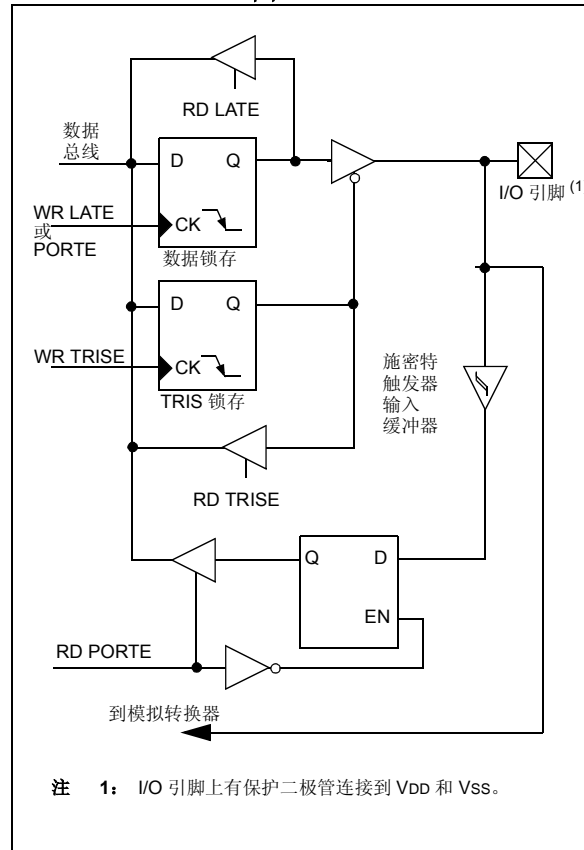 RD LATE
数据
总线
D Q
I/O 引脚 (1
WR LATE
或
PORTE
CK
数据锁存
D Q
WR TRISE
CK
TRIS 锁存
施密特
触发器
输入
缓冲器
RD TRISE
Q D
EN
RD PORTE
到模拟转换器
注 1: I/O 引脚上有保护二极管连接到 VDD 和 VSS。